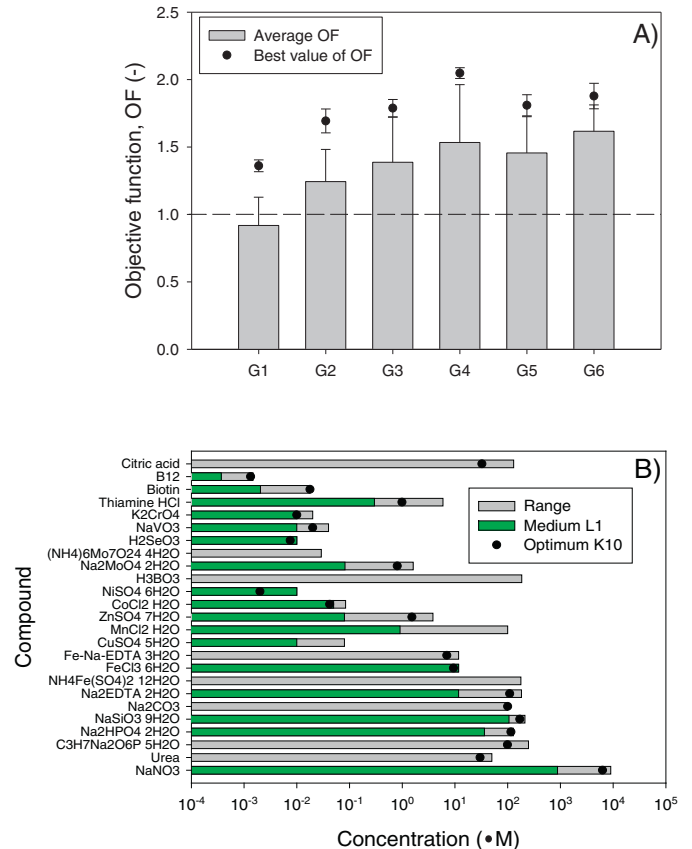 A)
Average OF
Best value of OF
Objective function, OF (-)
2.5
2.0
1.5
1.0
0.5
0.0
G1 G2 G3 G4 G5 G6
B)
Range
Medium L1
Optimum K10
Compound
Citric acid
B12
Biotin
Thiamine HCl
K2CrO4
NaVO3
H2SeO3
(NH4)6Mo7O24 4H2O
Na2MoO4 2H2O
H3BO3
NiSO4 6H2O
CoCl2 H2O
ZnSO4 7H2O
MnCl2 H2O
CuSO4 5H2O
Fe-Na-EDTA 3H2O
FeCl3 6H2O
NH4Fe(SO4)2 12H2O
Na2EDTA 2H2O
Na2CO3
NaSiO3 9H2O
Na2HPO4 2H2O
C3H7Na2O6P 5H2O
Urea
NaNO3
10-4 10-3 10-2 10-1 100 101 102 103 104 105
Concentration (•M)